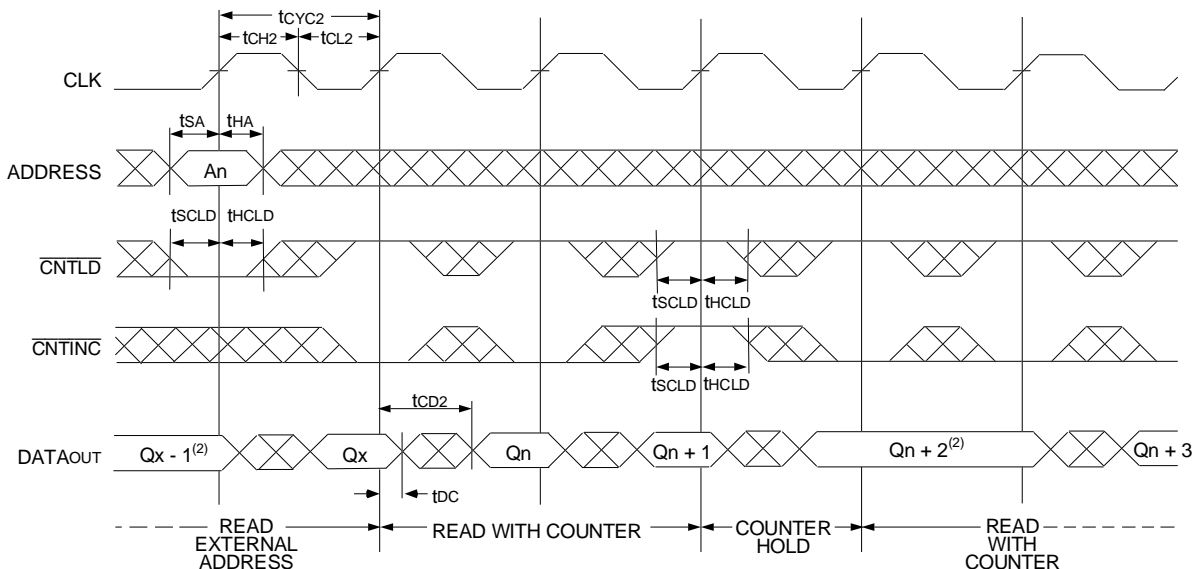 tCYC2
tCH2 tCL2
CLK
tSA tHA
ADDRESS An
tSCLD tHCLD
CNTLD
tSCLD tHCLD
CNTINC
tSCLD tHCLD
tCD2
DATAOUT Qx - 1(2) Qx Qn Qn + 1 Qn + 2(2) Qn + 3
tDC
READ EXTERNAL ADDRESS
READ WITH COUNTER
COUNTER HOLD
READ WITH COUNTER